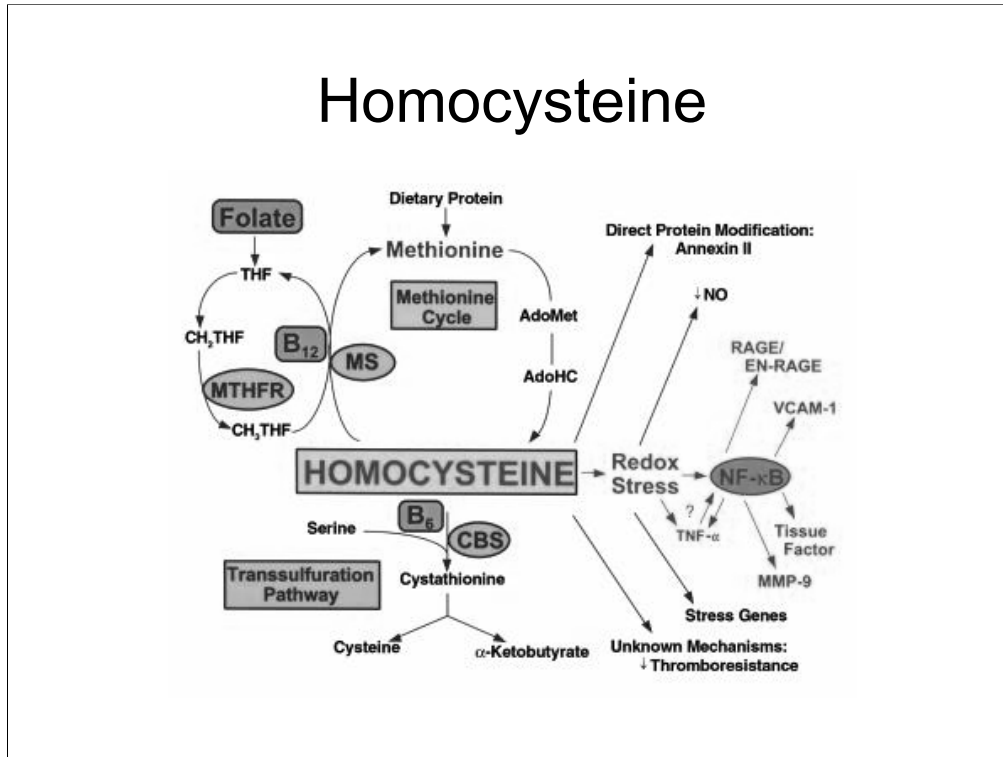 Homocysteine
Dietary Protein
Folate
Methionine
Direct Protein Modification:
Annexin II
THF
Methionine
Cycle
AdoMet
↓NO
CH₂THF
B₁₂
MS
RAGE/
EN-RAGE
MTHFR
AdoHC
VCAM-1
CH₃THF
HOMOCYSTEINE
Redox
Stress
NF-κB
B₆
?
Serine
CBS
TNF-α
Tissue
Factor
Transsulfuration
Pathway
Cystathionine
MMP-9
Stress Genes
Cysteine
α-Ketobutyrate
Unknown Mechanisms:
↓Thromboresistance